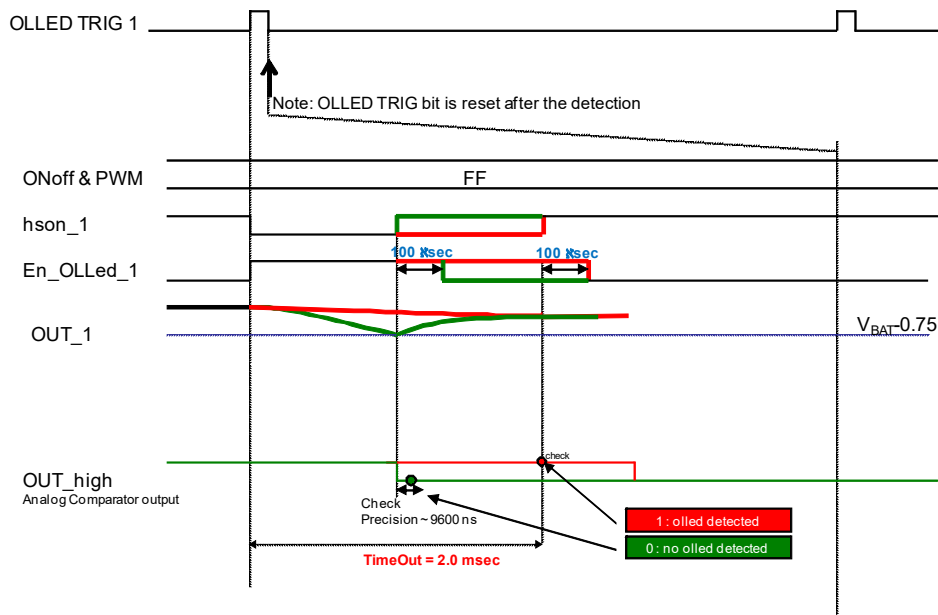 OLLED TRIG 1
Note: OLLED TRIG bit is reset after the detection
ONoff & PWM
FF
hson_1
100 sec
100 sec
En_OLLed_1
OUT_1
VBAT-0.75
check
OUT_high
Analog Comparator output
Check
Precision ~ 9600 ns
1 : olled detected
0 : no olled detected
TimeOut = 2.0 msec